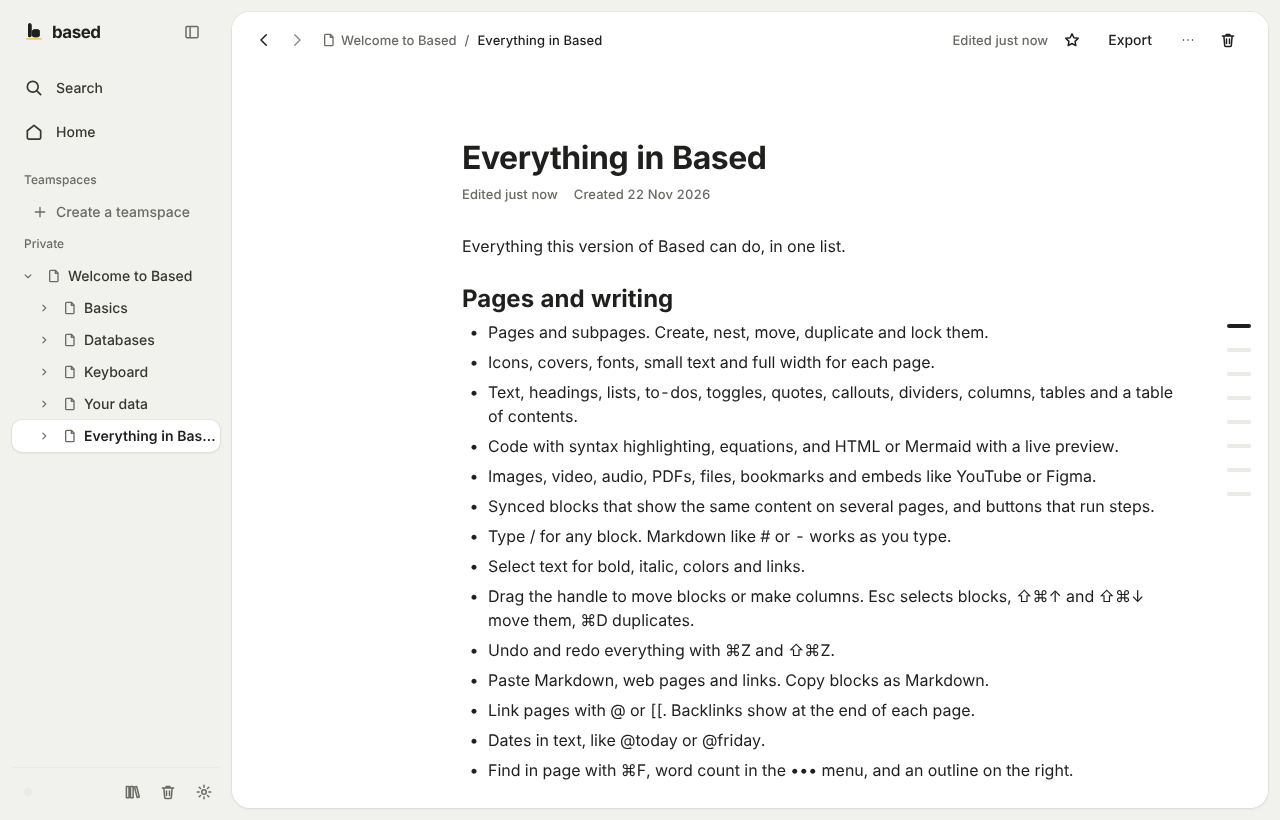 based
Search
Home
Teamspaces
Create a teamspace
Private
Welcome to Based
Basics
Databases
Keyboard
Your data
Everything in Bas...
Welcome to Based / Everything in Based
Edited just now
Export
Everything in Based
Edited just now Created 22 Nov 2026
Everything this version of Based can do, in one list.
Pages and writing
• Pages and subpages. Create, nest, move, duplicate and lock them.
• Icons, covers, fonts, small text and full width for each page.
• Text, headings, lists, to-dos, toggles, quotes, callouts, dividers, columns, tables and a table
of contents.
• Code with syntax highlighting, equations, and HTML or Mermaid with a live preview.
• Images, video, audio, PDFs, files, bookmarks and embeds like YouTube or Figma.
• Synced blocks that show the same content on several pages, and buttons that run steps.
• Type / for any block. Markdown like # or - works as you type.
• Select text for bold, italic, colors and links.
• Drag the handle to move blocks or make columns. Esc selects blocks, ⇧⌘↑ and ⇧⌘↓
move them, ⌘D duplicates.
• Undo and redo everything with ⌘Z and ⇧⌘Z.
• Paste Markdown, web pages and links. Copy blocks as Markdown.
• Link pages with @ or [[. Backlinks show at the end of each page.
• Dates in text, like @today or @friday.
• Find in page with ⌘F, word count in the ••• menu, and an outline on the right.